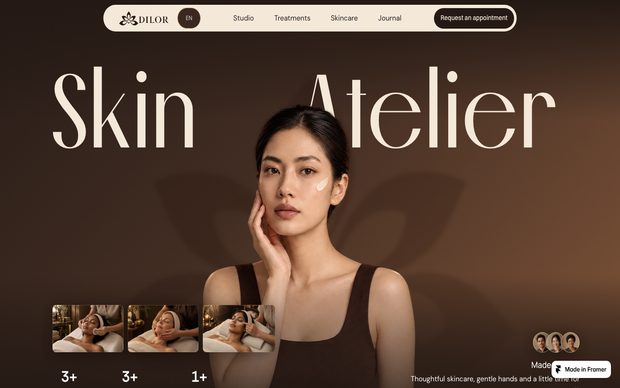 DILOR
EN
Studio
Treatments
Skincare
Journal
Request an appointment
Skin Atelier
3+
3+
1+
Made
Thoughtful skincare, gentle hands and a little time for
Made in Framer